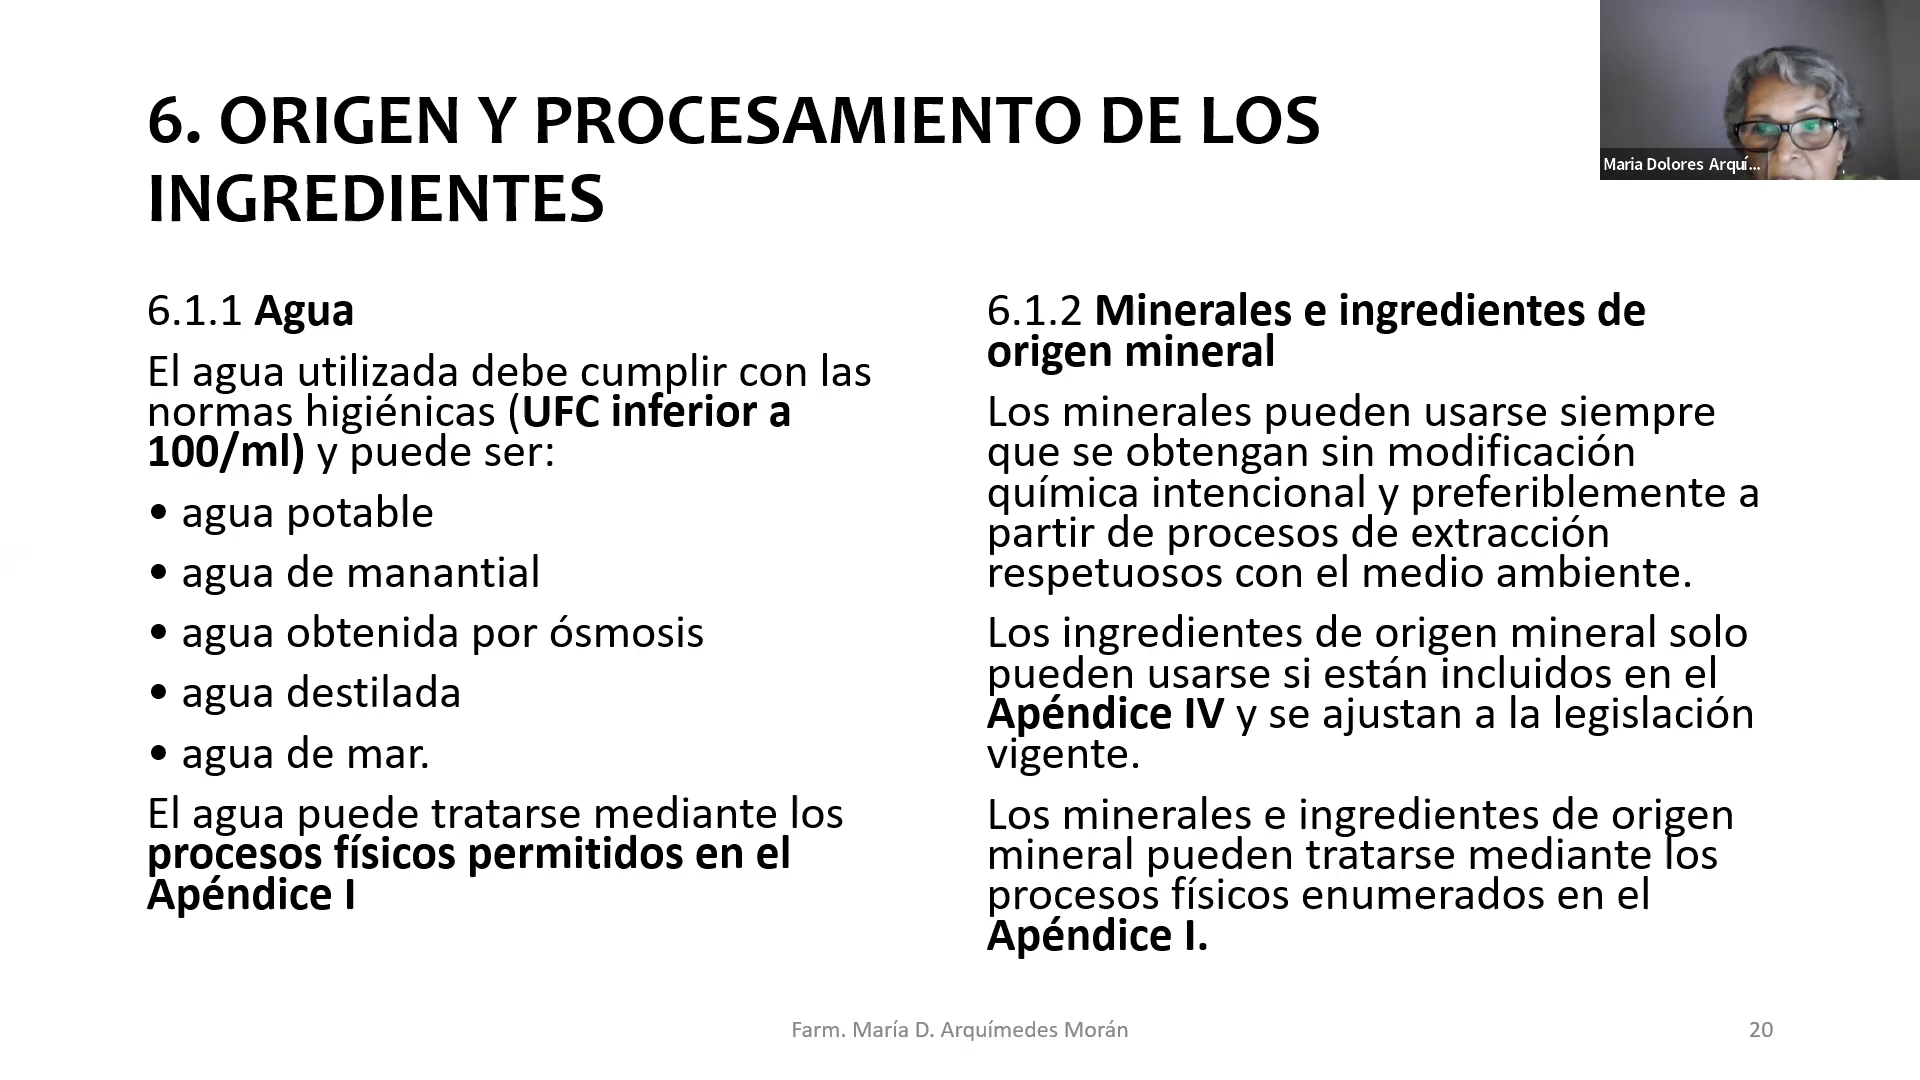 6. ORIGEN Y PROCESAMIENTO DE LOS
INGREDIENTES
Maria Dolores Arquí...
6.1.1 Agua
El agua utilizada debe cumplir con las
normas higiénicas (UFC inferior a
100/ml) y puede ser:
• agua potable
• agua de manantial
• agua obtenida por ósmosis
• agua destilada
• agua de mar.
El agua puede tratarse mediante los
procesos físicos permitidos en el
Apéndice I
6.1.2 Minerales e ingredientes de
origen mineral
Los minerales pueden usarse siempre
que se obtengan sin modificación
química intencional y preferiblemente a
partir de procesos de extracción
respetuosos con el medio ambiente.
Los ingredientes de origen mineral solo
pueden usarse si están incluidos en el
Apéndice IV y se ajustan a la legislación
vigente.
Los minerales e ingredientes de origen
mineral pueden tratarse mediante los
procesos físicos enumerados en el
Apéndice I.
Farm. María D. Arquímedes Morán
20